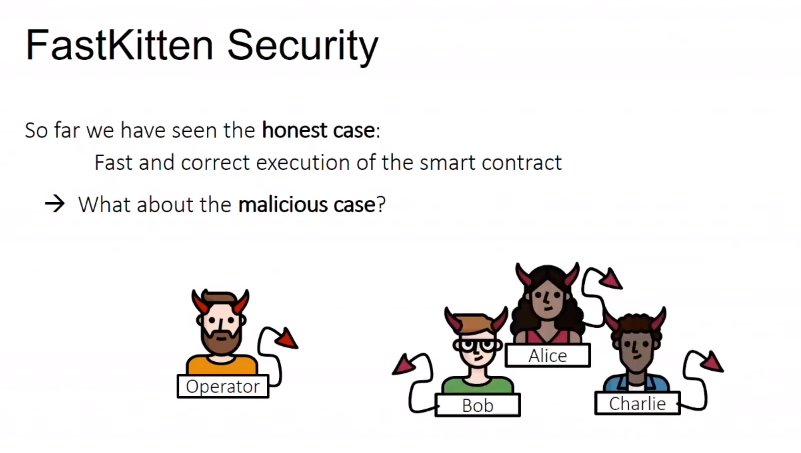 FastKitten Security
So far we have seen the honest case:
Fast and correct execution of the smart contract
→ What about the malicious case?
Alice
Operator
Bob
Charlie